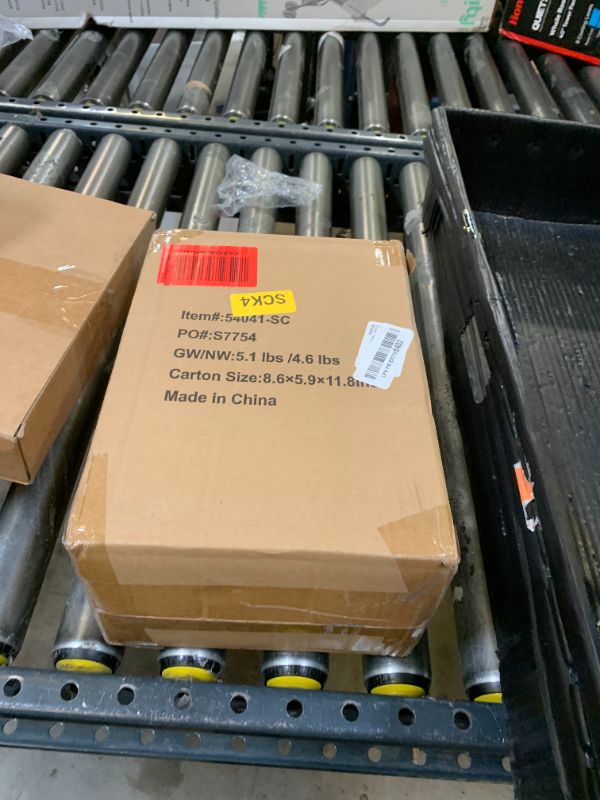 SCK4
Item#:54041-SC
PO#:S7754
GW/NW:5.1 lbs /4.6 lbs
Carton Size:8.6×5.9×11.8in
Made in China